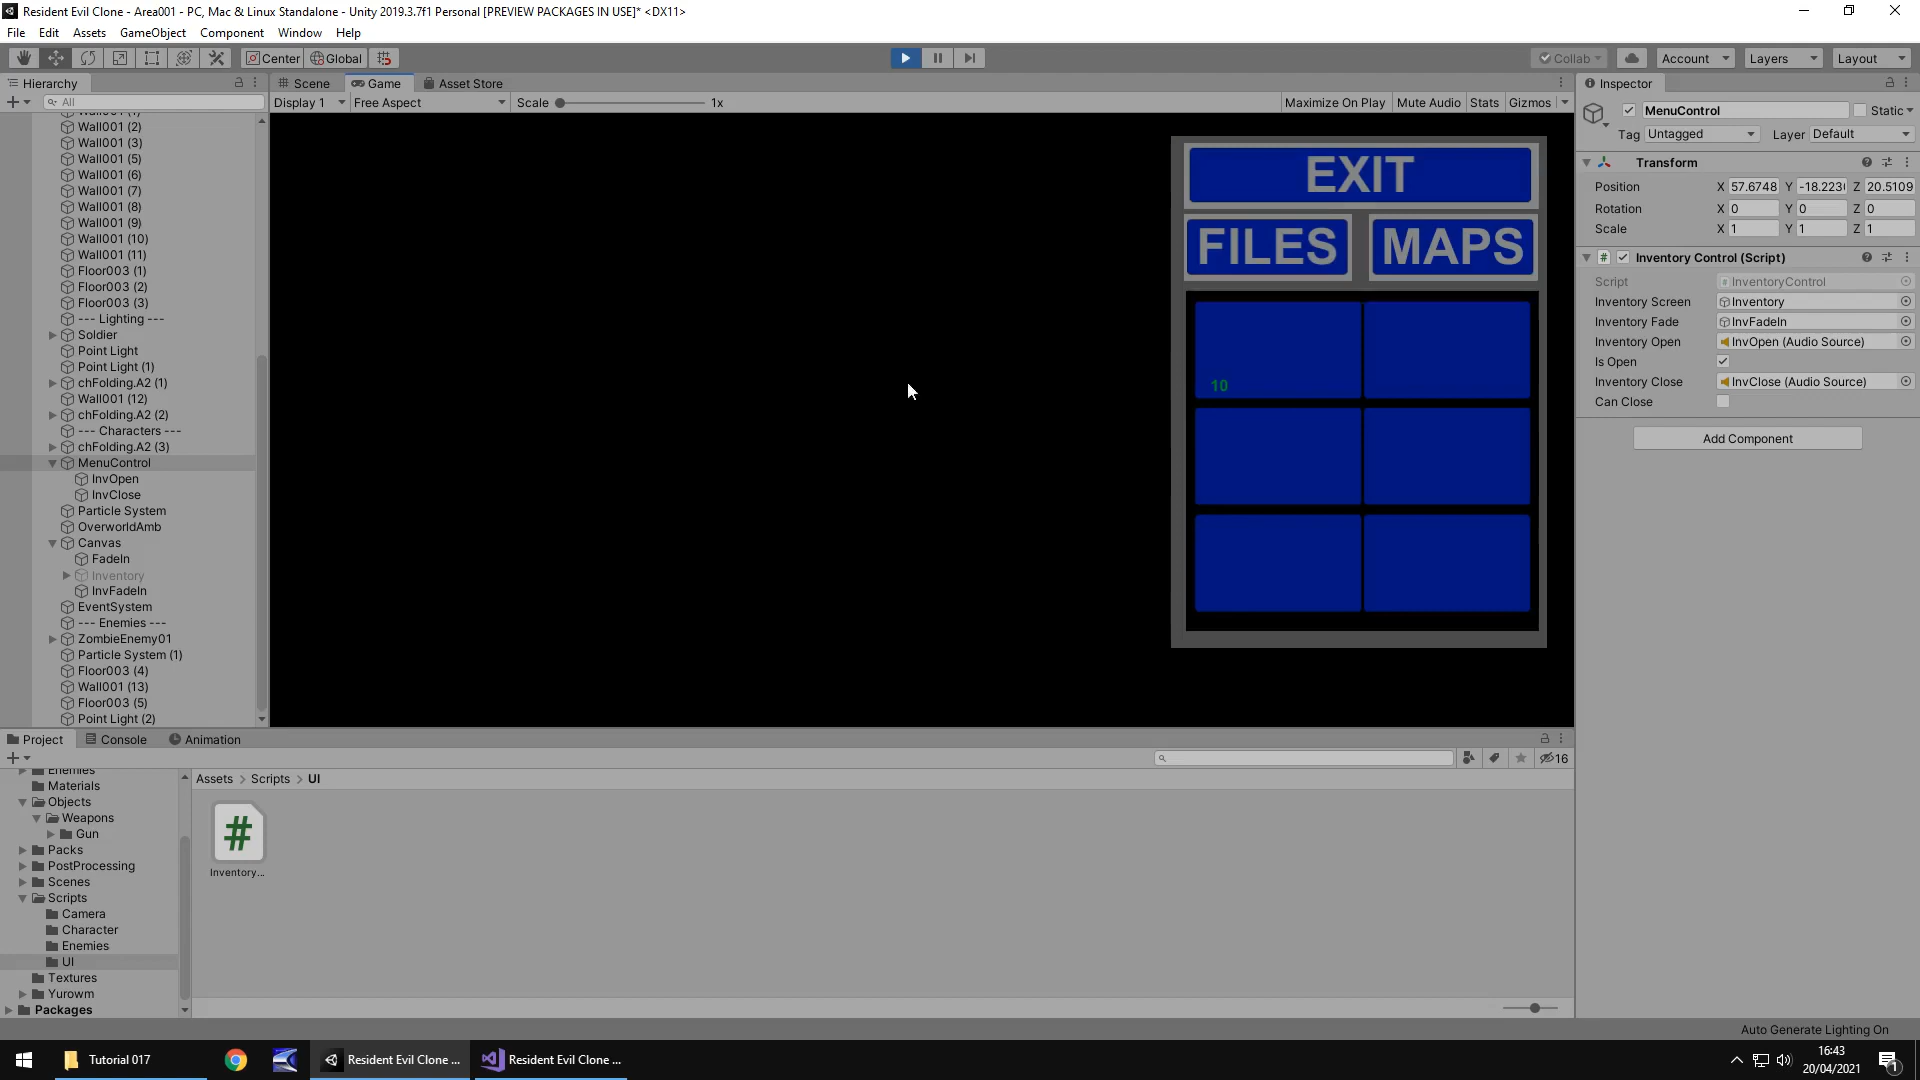 Resident Evil Clone - Area001 - PC, Mac & Linux Standalone - Unity 2019.3.7f1 Personal [PREVIEW PACKAGES IN USE]* <DX11>
File Edit Assets GameObject Component Window Help
Center Global Collab Account Layers Layout
Hierarchy
All
Wall001 (1)
Wall001 (2)
Wall001 (3)
Wall001 (5)
Wall001 (6)
Wall001 (7)
Wall001 (8)
Wall001 (9)
Wall001 (10)
Wall001 (11)
Floor003 (1)
Floor003 (2)
Floor003 (3)
--- Lighting ---
Soldier
Point Light
Point Light (1)
chFolding.A2 (1)
Wall001 (12)
chFolding.A2 (2)
--- Characters ---
chFolding.A2 (3)
MenuControl
InvOpen
InvClose
Particle System
OverworldAmb
Canvas
FadeIn
Inventory
InvFadeIn
EventSystem
--- Enemies ---
ZombieEnemy01
Particle System (1)
Floor003 (4)
Wall001 (13)
Floor003 (5)
Point Light (2)
Scene Game Asset Store
Display 1 Free Aspect Scale 1x Maximize On Play Mute Audio Stats Gizmos
EXIT
FILES MAPS
10
Inspector
MenuControl Static
Tag Untagged Layer Default
Transform
Position X 57.6748 Y -18.223 Z 20.5109
Rotation X 0 Y 0 Z 0
Scale X 1 Y 1 Z 1
# Inventory Control (Script)
Script InventoryControl
Inventory Screen Inventory
Inventory Fade InvFadeIn
Inventory Open InvOpen (Audio Source)
Is Open
Inventory Close InvClose (Audio Source)
Can Close
Add Component
Project Console Animation
16
Enemies
Materials
Objects
Weapons
Gun
Packs
PostProcessing
Scenes
Scripts
Camera
Character
Enemies
UI
Textures
Yurowm
Packages
Assets > Scripts > UI
#
Inventory...
Auto Generate Lighting On
Tutorial 017 Resident Evil Clone ... Resident Evil Clone ...
16:43
20/04/2021
1